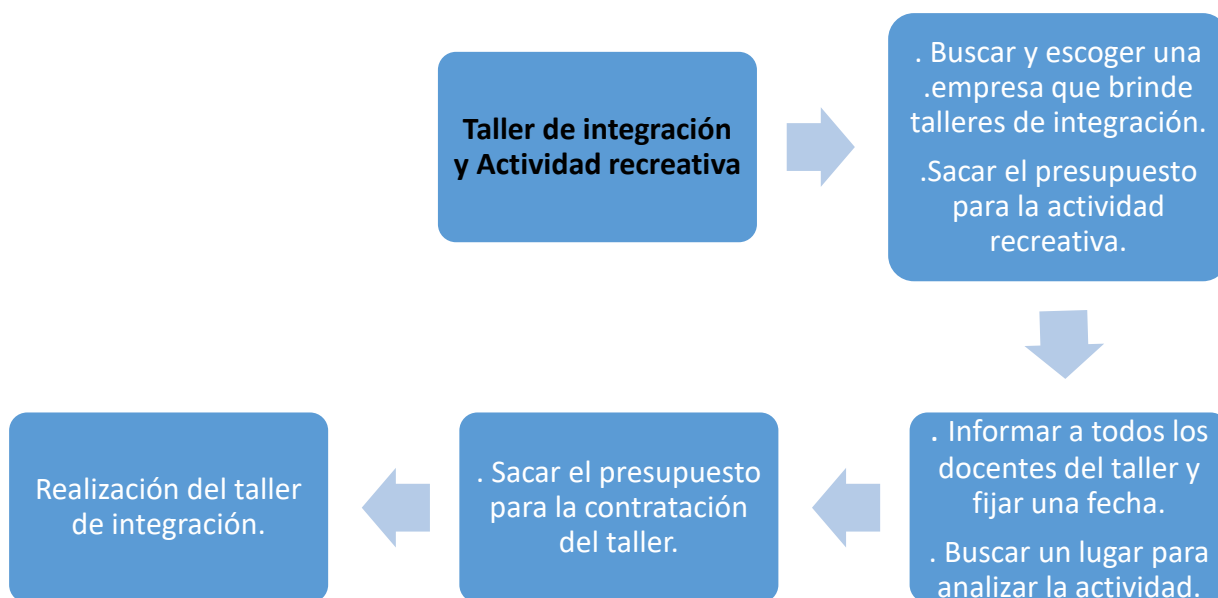 Taller de integración
y Actividad recreativa
. Buscar y escoger una
.empresa que brinde
talleres de integración.
.Sacar el presupuesto
para la actividad
recreativa.
. Informar a todos los
docentes del taller y
fijar una fecha.
. Buscar un lugar para
analizar la actividad.
. Sacar el presupuesto
para la contratación
del taller.
Realización del taller
de integración.